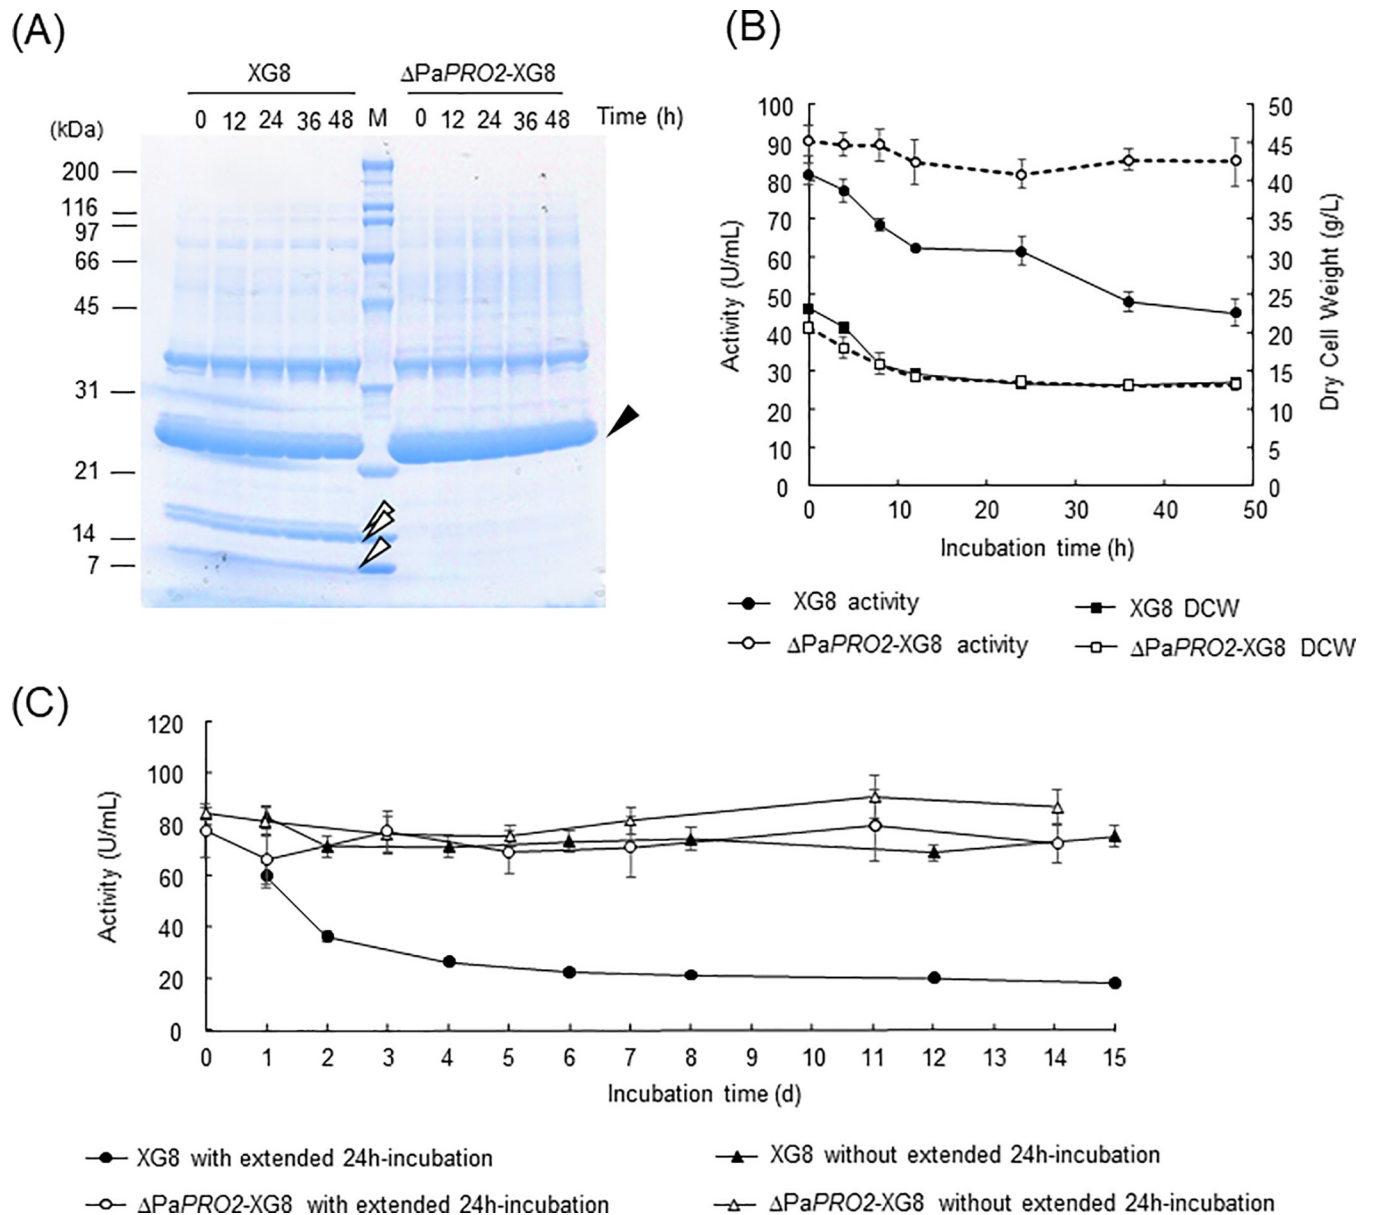 (A)
XG8 ΔPaPRO2-XG8
0 12 24 36 48 M 0 12 24 36 48 Time (h)
(kDa)
200
116
97
66
45
31
21
14
7
(B)
100
90
80
70
60
50
40
30
20
10
0
Activity (U/mL)
50
45
40
35
30
25
20
15
10
5
0
Dry Cell Weight (g/L)
0 10 20 30 40 50
Incubation time (h)
XG8 activity
XG8 DCW
ΔPaPRO2-XG8 activity
ΔPaPRO2-XG8 DCW
(C)
120
100
80
60
40
20
0
Activity (U/mL)
0 1 2 3 4 5 6 7 8 9 10 11 12 13 14 15
Incubation time (d)
XG8 with extended 24h-incubation
XG8 without extended 24h-incubation
ΔPaPRO2-XG8 with extended 24h-incubation
ΔPaPRO2-XG8 without extended 24h-incubation